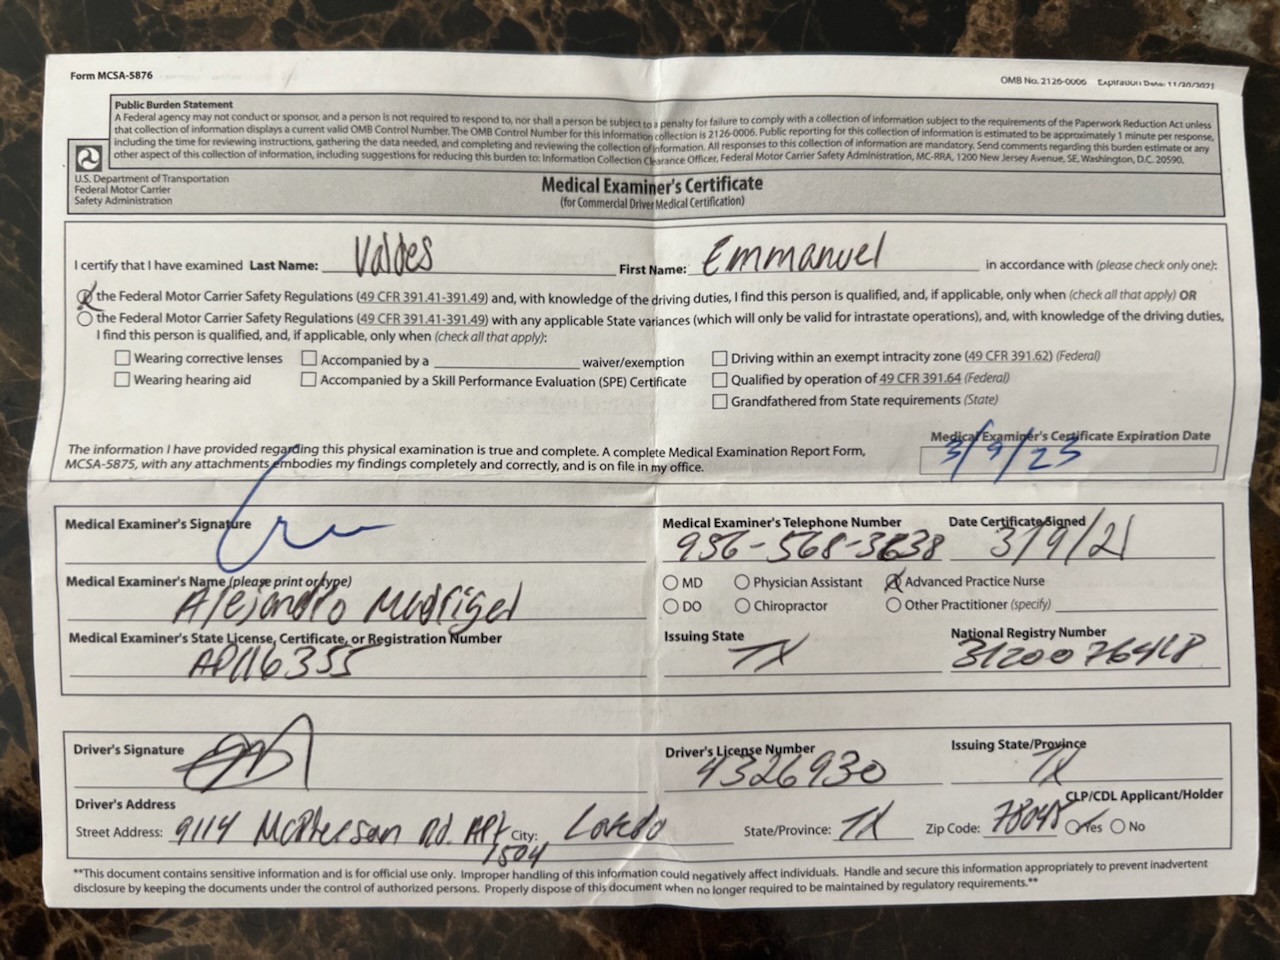 Form MCSA-5876
OMB No. 2126-0006 Expiration Date: 11/30/2021
Public Burden Statement
A Federal agency may not conduct or sponsor, and a person is not required to respond to, nor shall a person be subject to a penalty for failure to comply with a collection of information subject to the requirements of the Paperwork Reduction Act unless
that collection of information displays a current valid OMB Control Number. The OMB Control Number for this information collection is 2126-0006. Public reporting for this collection of information is estimated to be approximately 1 minute per response,
including the time for reviewing instructions, gathering the data needed, and completing and reviewing the collection of information. All responses to this collection of information are mandatory. Send comments regarding this burden estimate or any
other aspect of this collection of information, including suggestions for reducing this burden to: Information Collection Clearance Officer, Federal Motor Carrier Safety Administration, MC-RRA, 1200 New Jersey Avenue, SE, Washington, D.C. 20590.
U.S. Department of Transportation
Federal Motor Carrier
Safety Administration
Medical Examiner's Certificate
(for Commercial Driver Medical Certification)
I certify that I have examined Last Name: Valdes First Name: Emmanuel in accordance with (please check only one):
the Federal Motor Carrier Safety Regulations (49 CFR 391.41-391.49) and, with knowledge of the driving duties, I find this person is qualified, and, if applicable, only when (check all that apply) OR
the Federal Motor Carrier Safety Regulations (49 CFR 391.41-391.49) with any applicable State variances (which will only be valid for intrastate operations), and, with knowledge of the driving duties,
I find this person is qualified, and, if applicable, only when (check all that apply):
Wearing corrective lenses Accompanied by a waiver/exemption Driving within an exempt intracity zone (49 CFR 391.62) (Federal)
Wearing hearing aid Accompanied by a Skill Performance Evaluation (SPE) Certificate Qualified by operation of 49 CFR 391.64 (Federal)
Grandfathered from State requirements (State)
The information I have provided regarding this physical examination is true and complete. A complete Medical Examination Report Form,
MCSA-5875, with any attachments embodies my findings completely and correctly, and is on file in my office.
Medical Examiner's Certificate Expiration Date
3/9/23
Medical Examiner's Signature
Medical Examiner's Telephone Number
956-568-3638
Date Certificate Signed
3/9/21
Medical Examiner's Name (please print or type)
Alejandro Madrigal
MD Physician Assistant Advanced Practice Nurse
DO Chiropractor Other Practitioner (specify)
Medical Examiner's State License, Certificate, or Registration Number
AP116355
Issuing State
TX
National Registry Number
Driver's Signature
Driver's License Number
Issuing State/Province
TX
Driver's Address
CLP/CDL Applicant/Holder
Street Address: 9114 McPherson Rd. Apt 1504 City: Laredo State/Province: TX Zip Code: 78045 Yes No
**This document contains sensitive information and is for official use only. Improper handling of this information could negatively affect individuals. Handle and secure this information appropriately to prevent inadvertent
disclosure by keeping the documents under the control of authorized persons. Properly dispose of this document when no longer required to be maintained by regulatory requirements.**